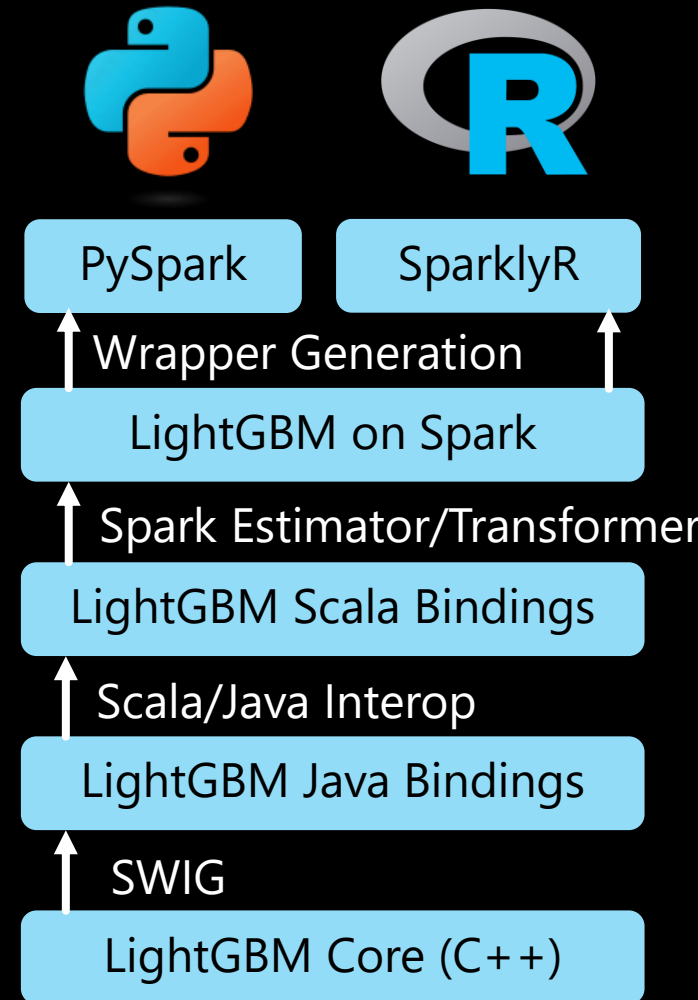 R
PySpark
SparklyR
Wrapper Generation
LightGBM on Spark
Spark Estimator/Transformer
LightGBM Scala Bindings
Scala/Java Interop
LightGBM Java Bindings
SWIG
LightGBM Core (C++)